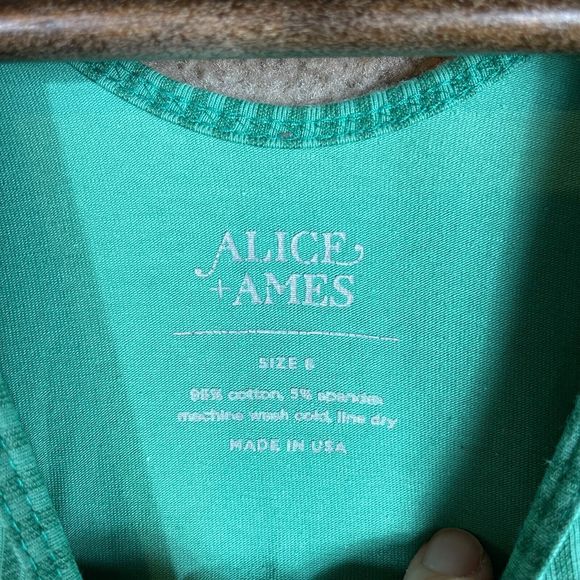 ALICE
+AMES
SIZE 6
95% cotton, 5% spandex
machine wash cold, line dry
MADE IN USA